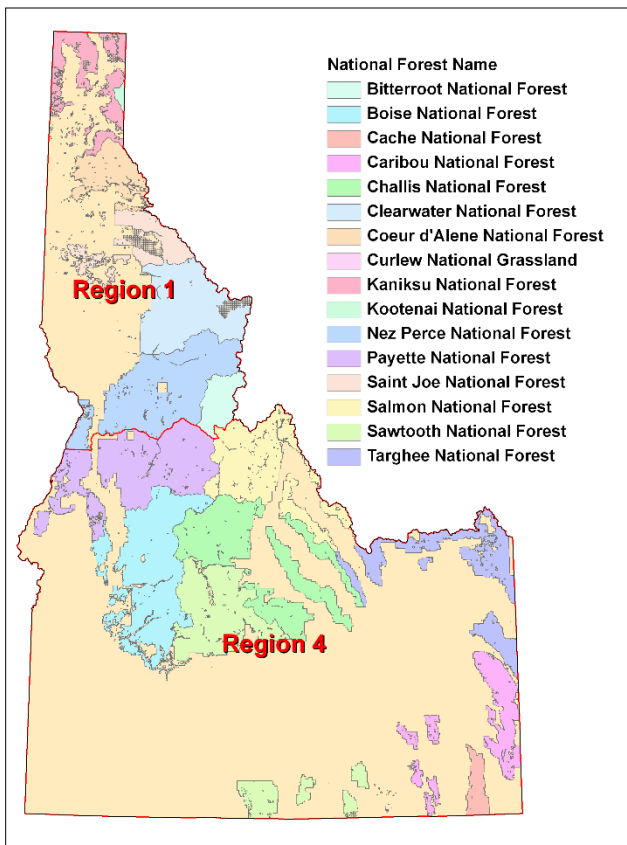 National Forest Name
Bitterroot National Forest
Boise National Forest
Cache National Forest
Caribou National Forest
Challis National Forest
Clearwater National Forest
Coeur d'Alene National Forest
Curlew National Grassland
Kaniksu National Forest
Kootenai National Forest
Nez Perce National Forest
Payette National Forest
Saint Joe National Forest
Salmon National Forest
Sawtooth National Forest
Targhee National Forest
Region 1
Region 4